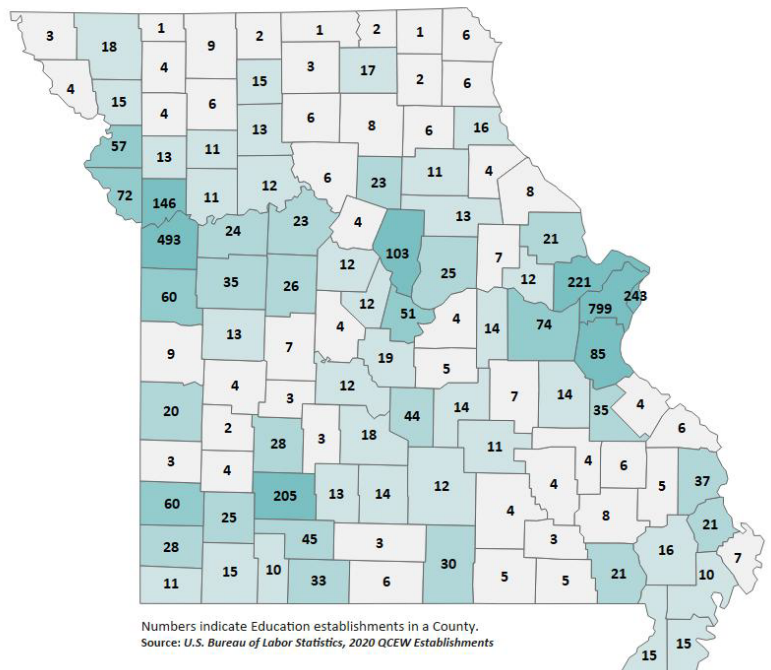 1 2 1 2 1 6
3 18 9
4 3 17 2 6
4 15 15
4 6 6 8 6 16
57 13 11 13
72 146 11 12 6 23 11 4 8
493 24 23 4 103 13 21
12 25 7 12 221 243
60 35 26 12 51 4 14 74 799
9 13 7 4 19 5 85
20 4 3 12 44 14 7 14 35 4
2 28 3 18 11 6
3 4 4 6 5 37
60 25 205 13 14 12 4 4 8 21
28 45 3 30 3 16 7
11 15 10 33 6 5 5 21 10
15 15
Numbers indicate Education establishments in a County.
Source: U.S. Bureau of Labor Statistics, 2020 QCEW Establishments